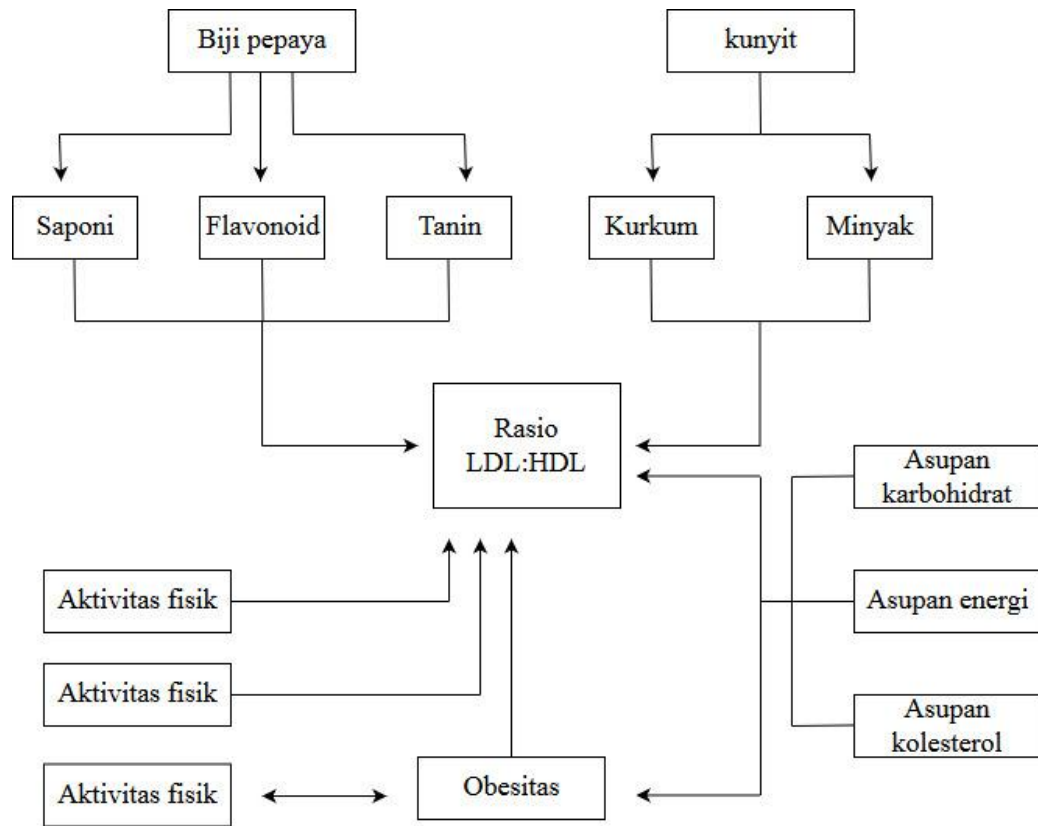 Biji pepaya
kunyit
Saponi
Flavonoid
Tanin
Kurkum
Minyak
Rasio
LDL:HDL
Asupan
karbohidrat
Aktivitas fisik
Asupan energi
Aktivitas fisik
Asupan
kolesterol
Aktivitas fisik
Obesitas